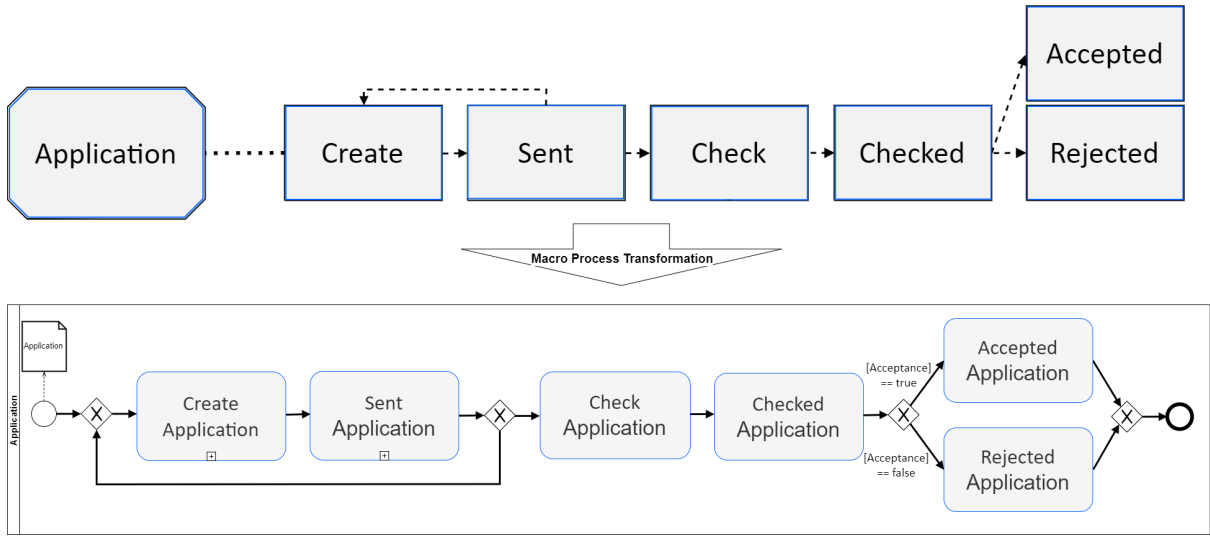 Accepted
Application
Create
Sent
Check
Checked
Rejected
Macro Process Transformation
Application
Application
Create
Application
Sent
Application
Check
Application
Checked
Application
[Acceptance]
== true
[Acceptance]
== false
Accepted
Application
Rejected
Application
X
X
X
X